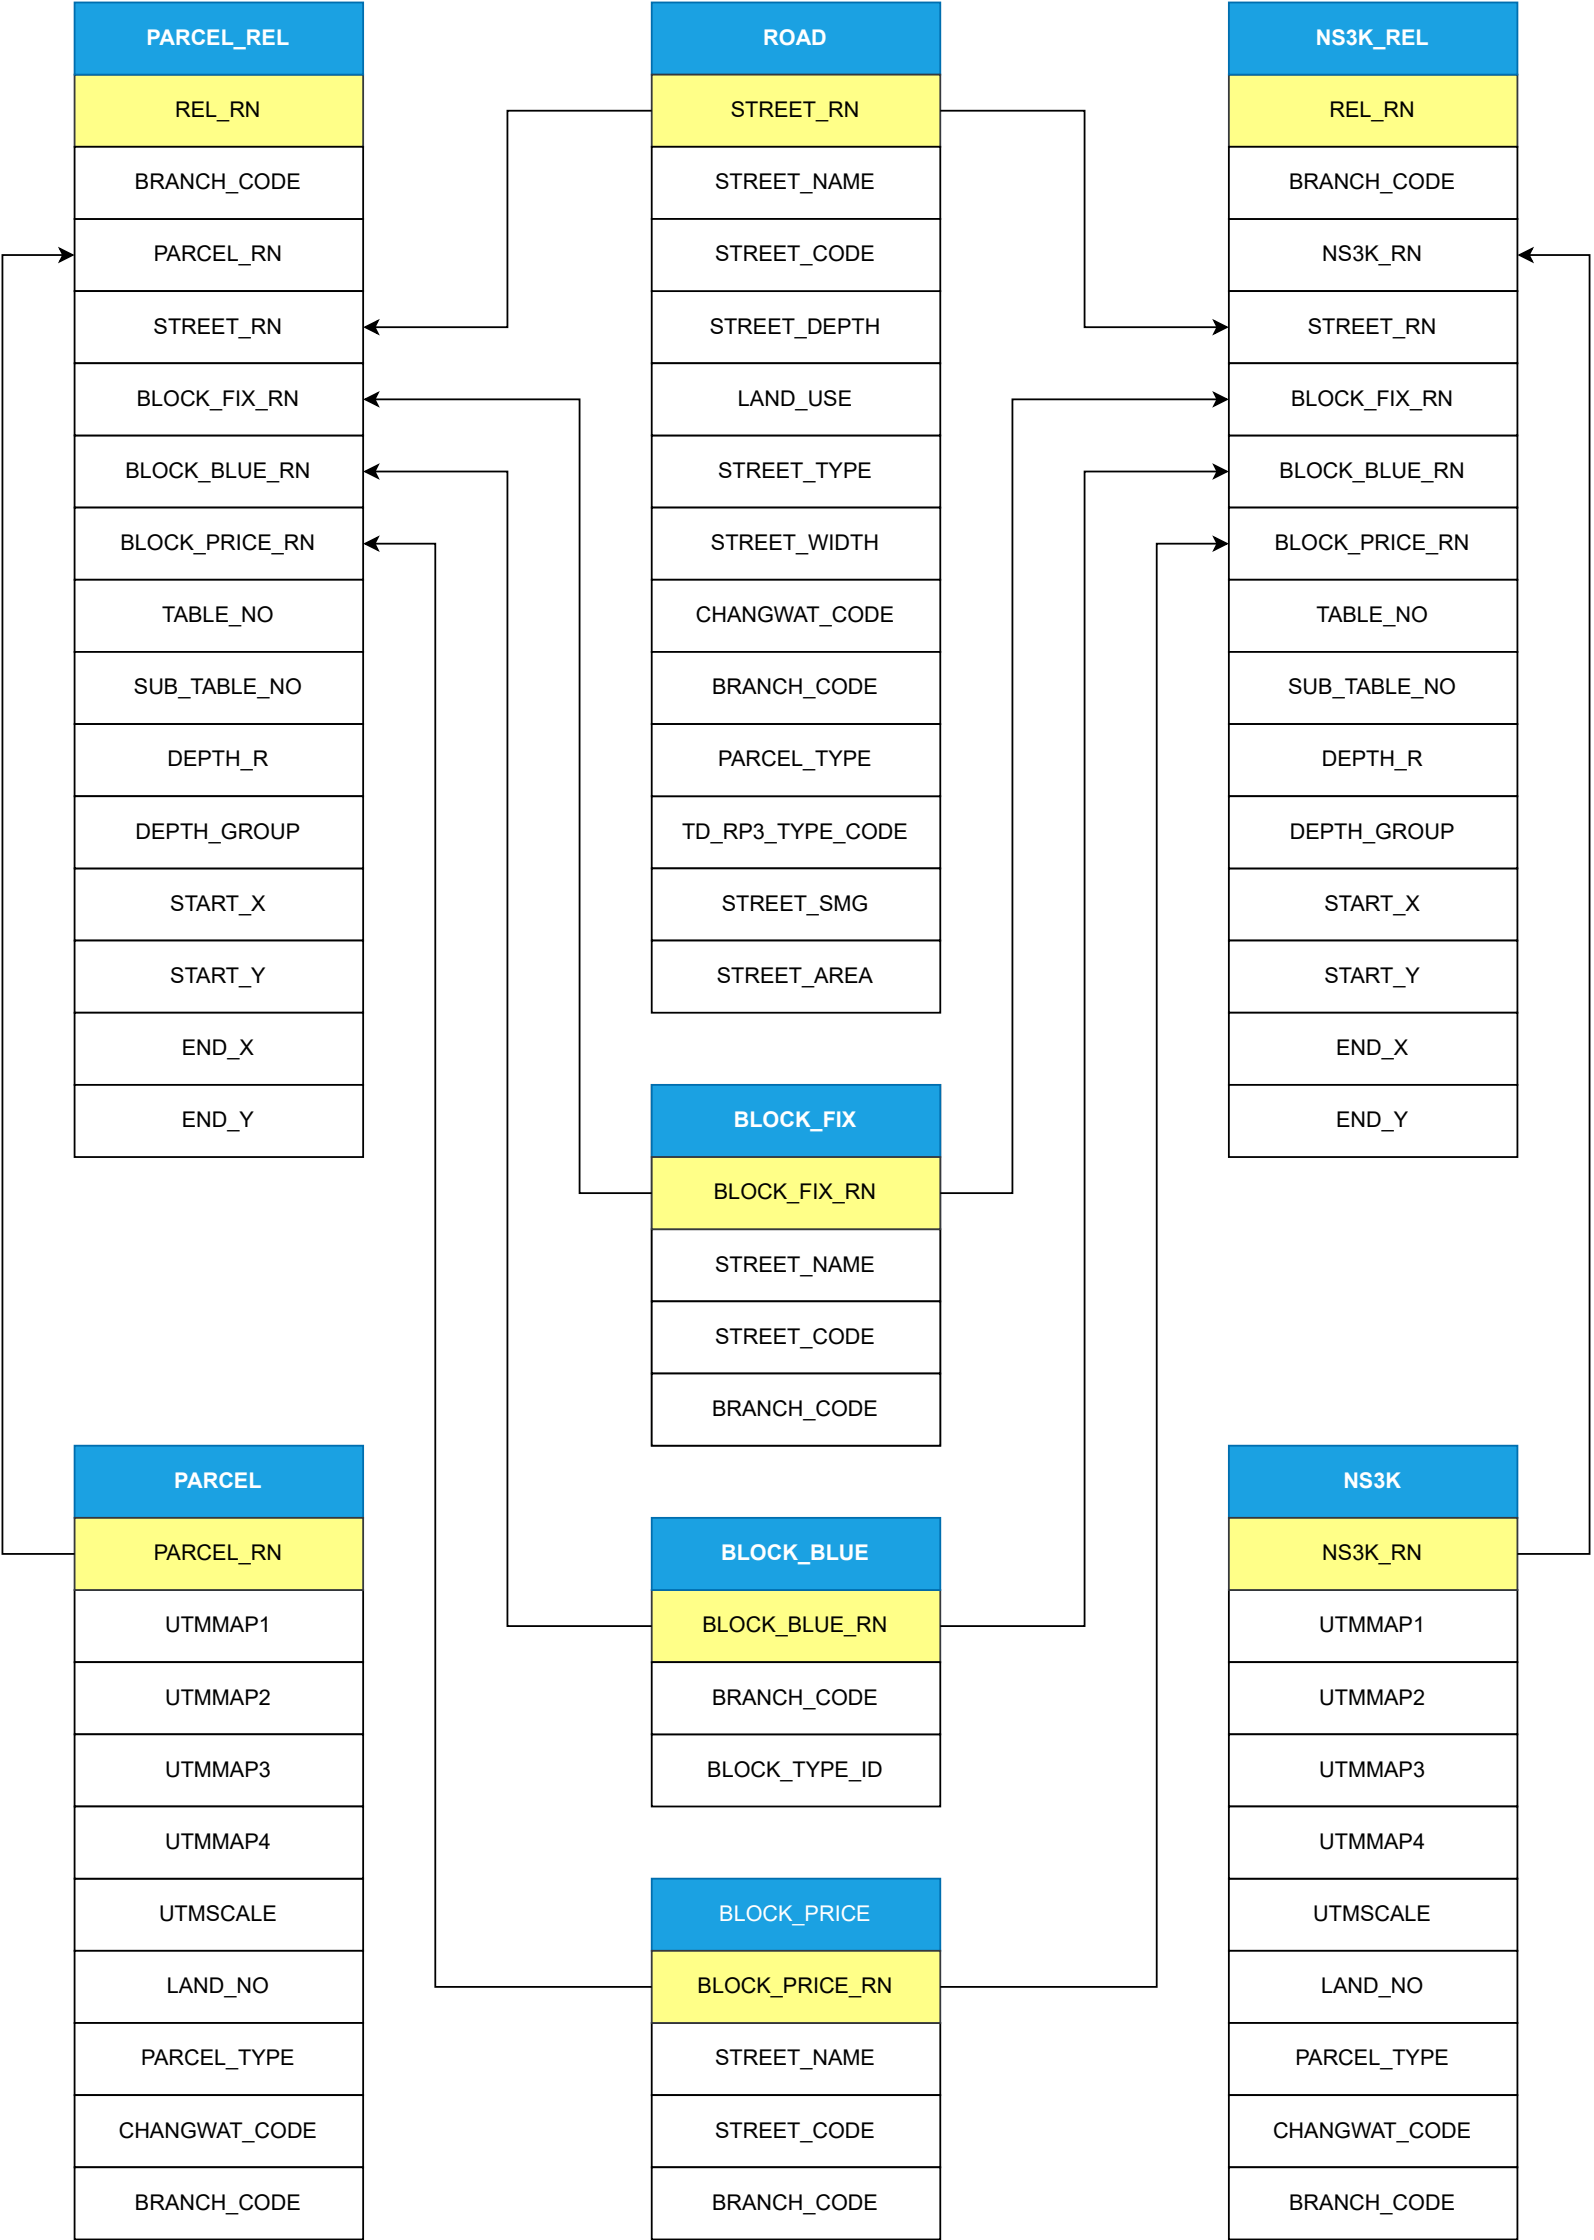 PARCEL_REL
REL_RN
BRANCH_CODE
PARCEL_RN
STREET_RN
BLOCK_FIX_RN
BLOCK_BLUE_RN
BLOCK_PRICE_RN
TABLE_NO
SUB_TABLE_NO
DEPTH_R
DEPTH_GROUP
START_X
START_Y
END_X
END_Y
PARCEL
PARCEL_RN
UTMMAP1
UTMMAP2
UTMMAP3
UTMMAP4
UTMSCALE
LAND_NO
PARCEL_TYPE
CHANGWAT_CODE
BRANCH_CODE
ROAD
STREET_RN
STREET_NAME
STREET_CODE
STREET_DEPTH
LAND_USE
STREET_TYPE
STREET_WIDTH
CHANGWAT_CODE
BRANCH_CODE
PARCEL_TYPE
TD_RP3_TYPE_CODE
STREET_SMG
STREET_AREA
BLOCK_FIX
BLOCK_FIX_RN
STREET_NAME
STREET_CODE
BRANCH_CODE
BLOCK_BLUE
BLOCK_BLUE_RN
BRANCH_CODE
BLOCK_TYPE_ID
BLOCK_PRICE
BLOCK_PRICE_RN
STREET_NAME
STREET_CODE
BRANCH_CODE
NS3K_REL
REL_RN
BRANCH_CODE
NS3K_RN
STREET_RN
BLOCK_FIX_RN
BLOCK_BLUE_RN
BLOCK_PRICE_RN
TABLE_NO
SUB_TABLE_NO
DEPTH_R
DEPTH_GROUP
START_X
START_Y
END_X
END_Y
NS3K
NS3K_RN
UTMMAP1
UTMMAP2
UTMMAP3
UTMMAP4
UTMSCALE
LAND_NO
PARCEL_TYPE
CHANGWAT_CODE
BRANCH_CODE